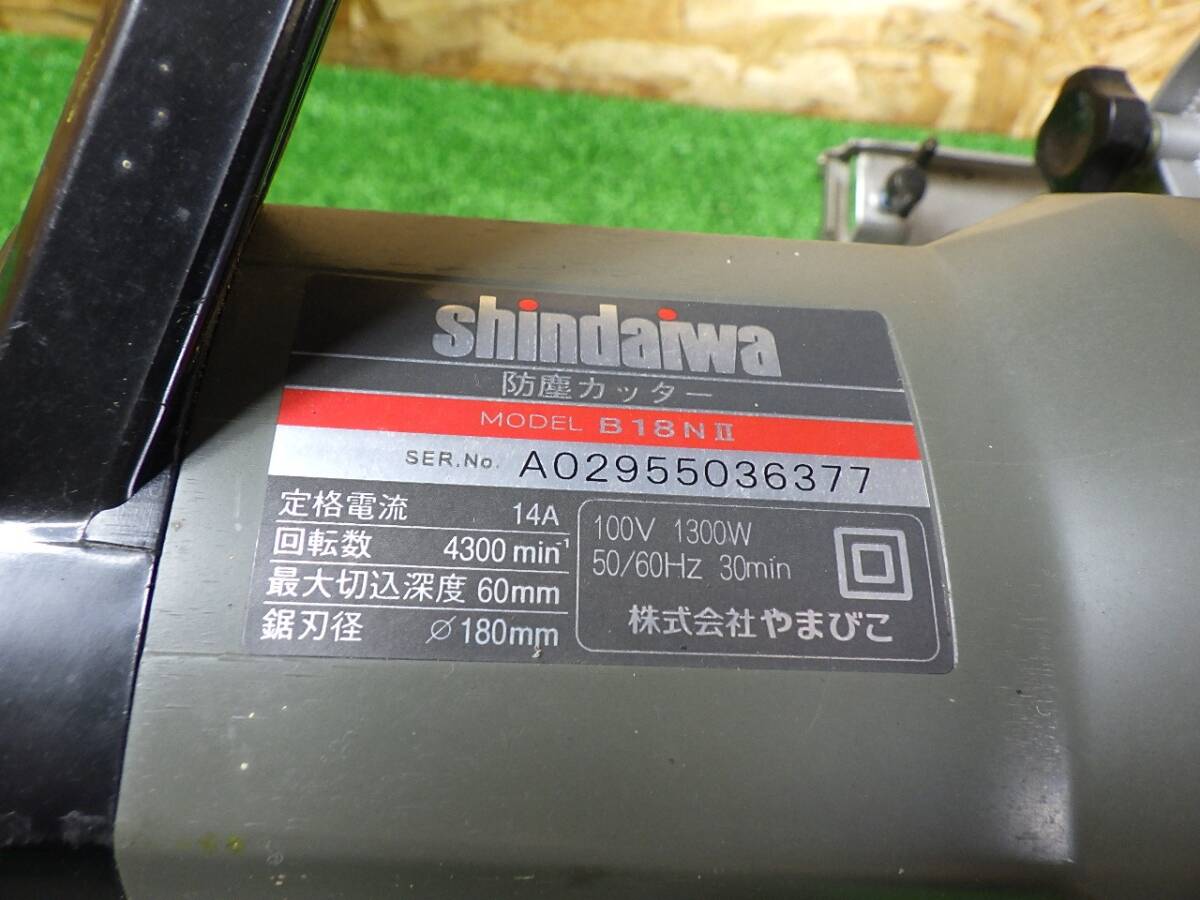 shindaiwa
防塵カッター
MODEL B18NⅡ
SER.No. A02955036377
定格電流 14A
回転数 4300 min⁻¹
最大切込深度 60mm
鋸刃径 ⌀180mm
100V 1300W
50/60Hz 30min
株式会社やまびこ